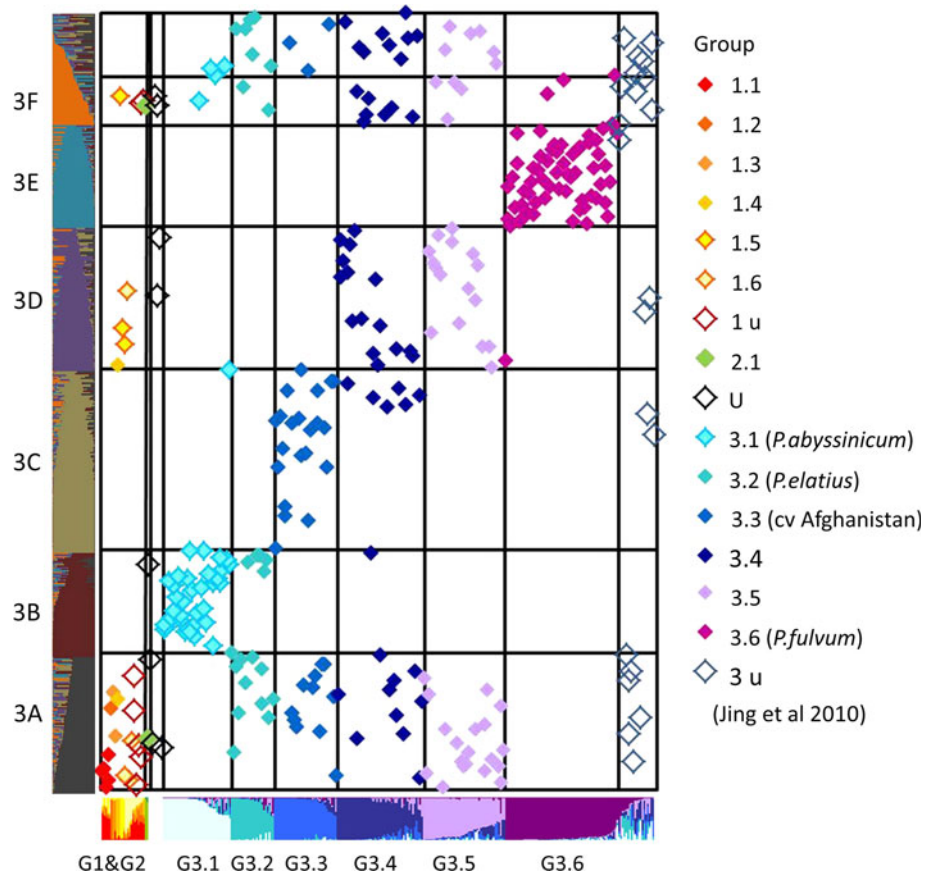 3F
3E
3D
3C
3B
3A
G1&G2 G3.1 G3.2 G3.3 G3.4 G3.5 G3.6
Group
1.1
1.2
1.3
1.4
1.5
1.6
1 u
2.1
U
3.1 (P.abyssinicum)
3.2 (P.elatius)
3.3 (cv Afghanistan)
3.4
3.5
3.6 (P.fulvum)
3 u
(Jing et al 2010)